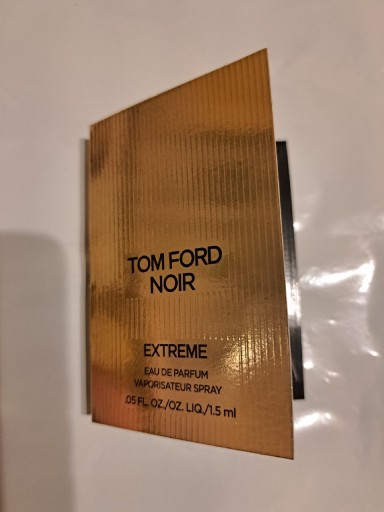 TOM FORD
NOIR
EXTREME
EAU DE PARFUM
VAPORISATEUR SPRAY
.05 FL. OZ./OZ. LIQ./1.5 ml